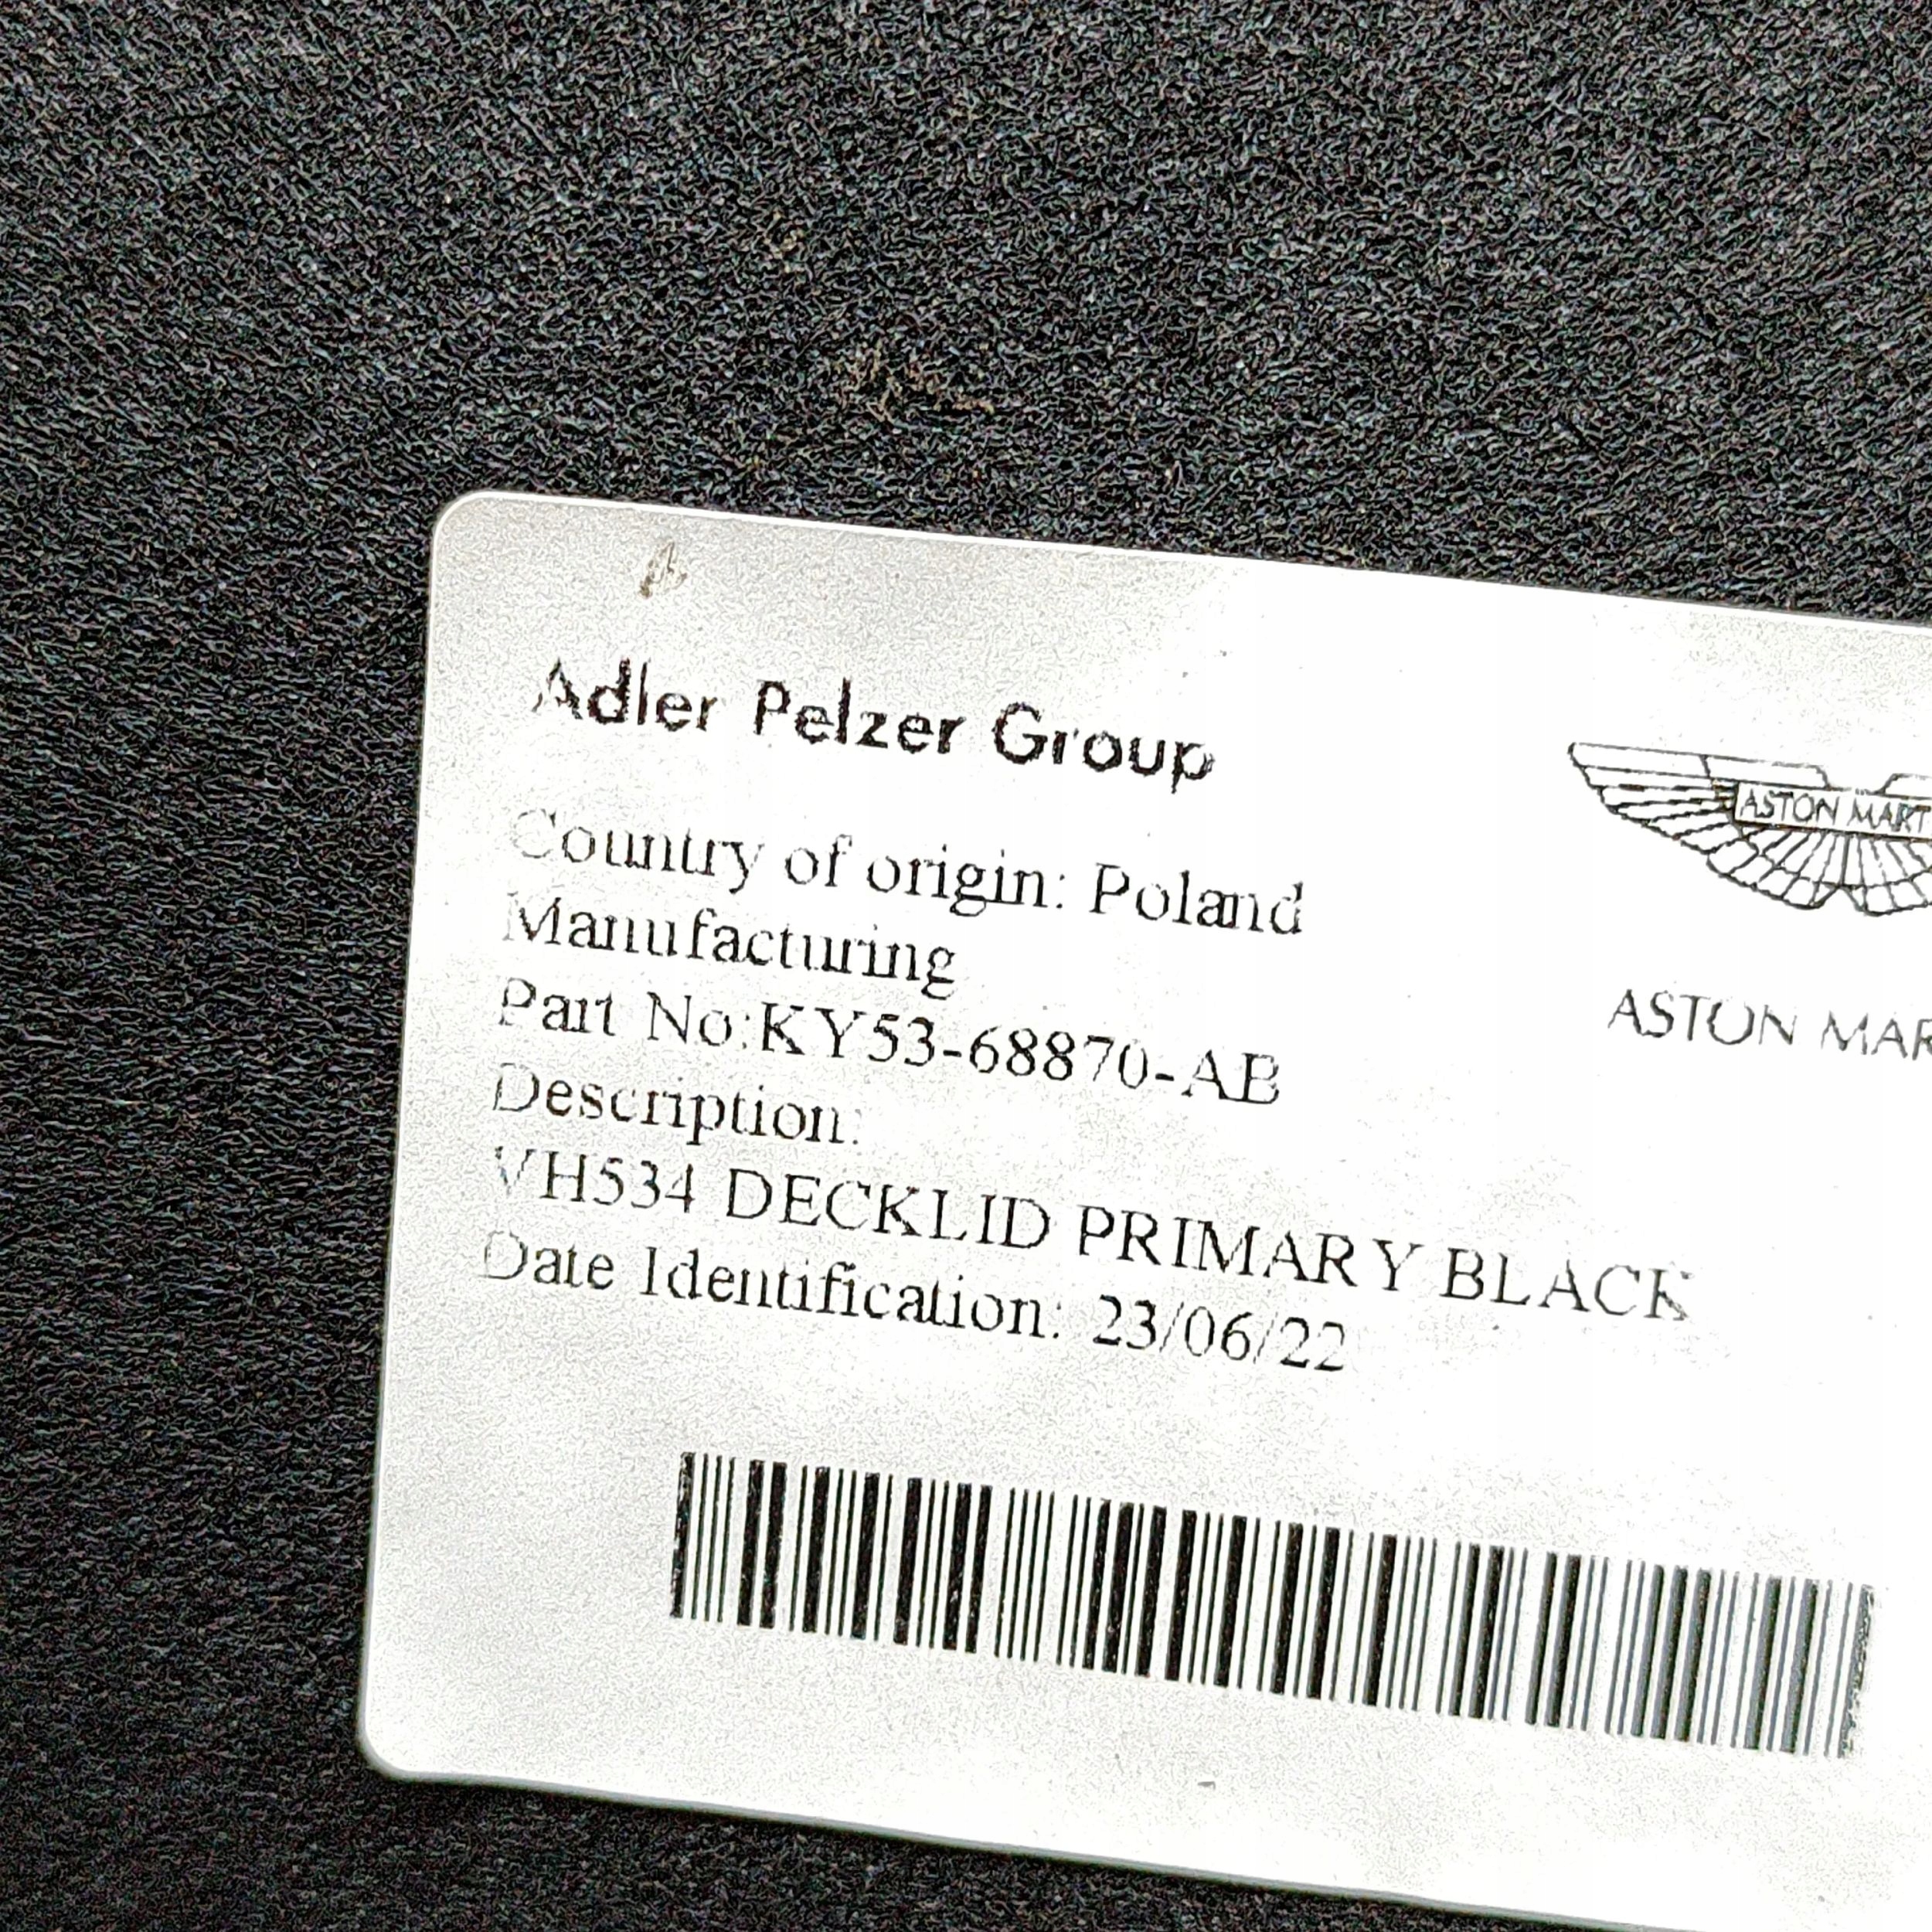 Adler Pelzer Group
ASTON MART
Country of origin: Poland
Manufacturing
ASTON MAR
Part No:KY53-68870-AB
Description:
VH534 DECKLID PRIMARY BLACK
Date Identification: 23/06/22